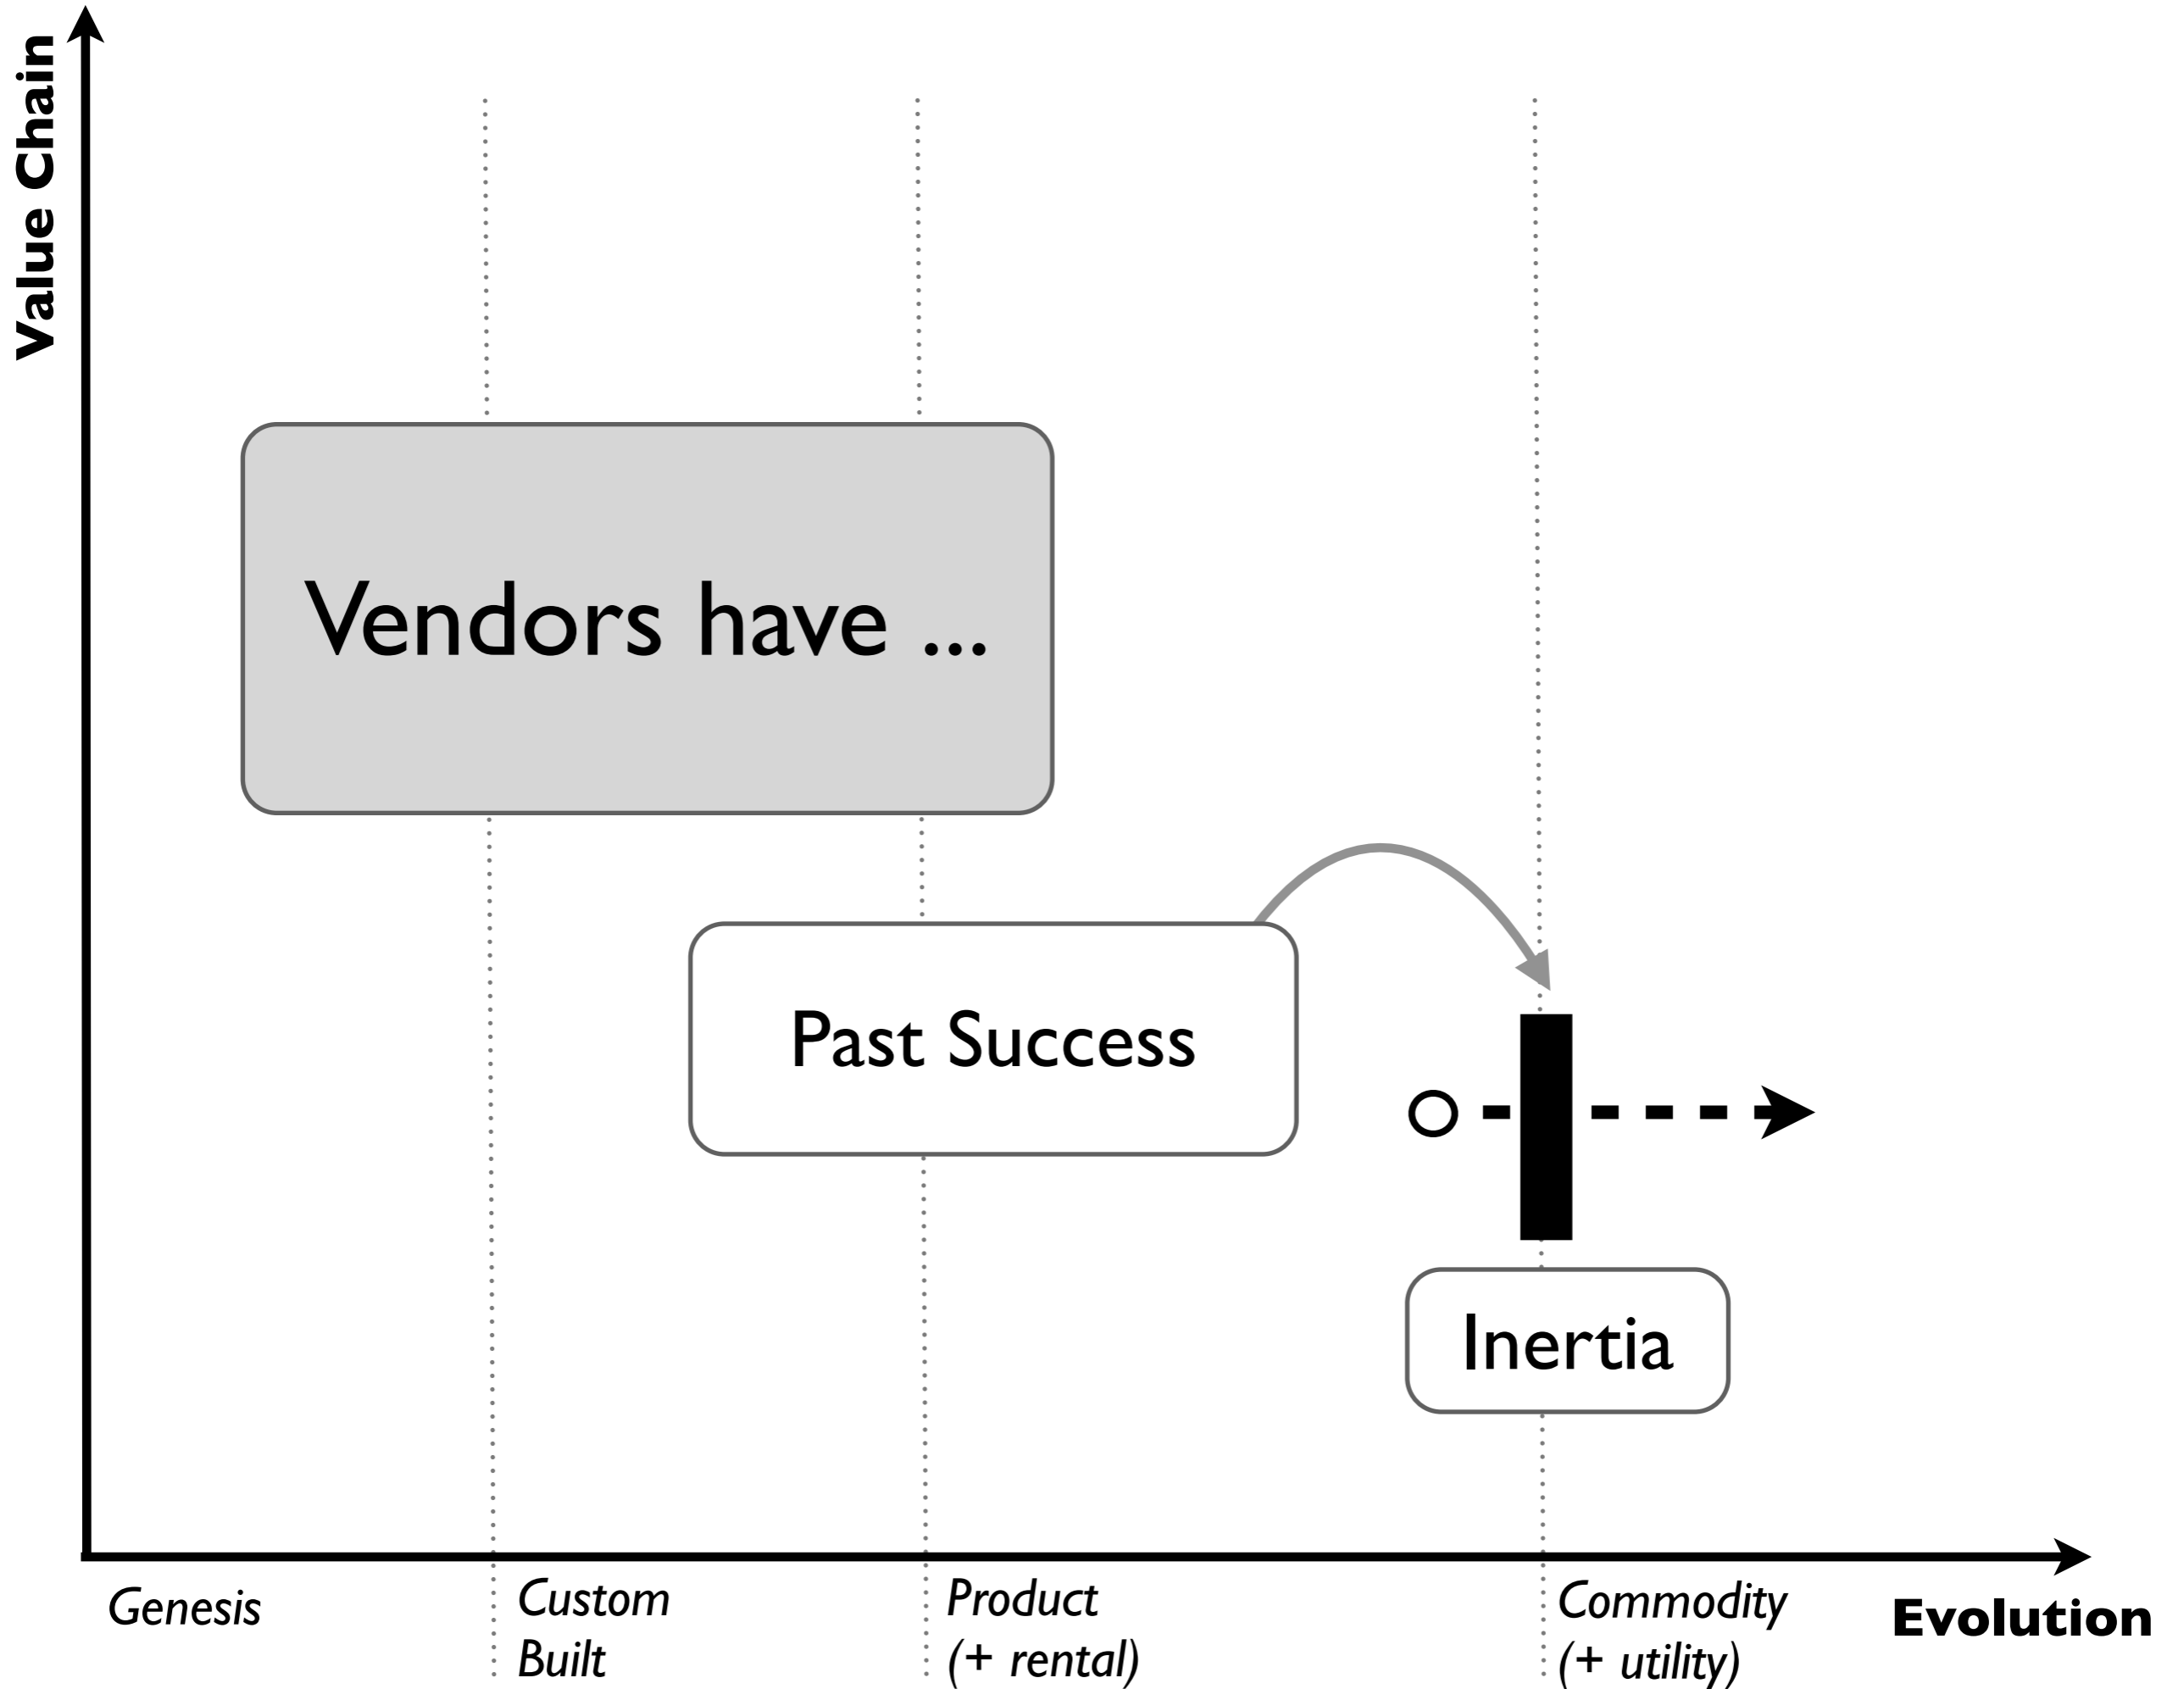 Value Chain
Vendors have ...
Past Success
Inertia
Genesis
Custom
Built
Product
(+ rental)
Commodity
(+ utility)
Evolution